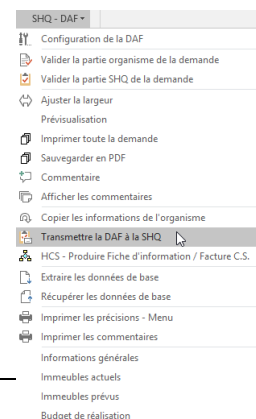 SHQ - DAF
Configuration de la DAF
Valider la partie organisme de la demande
Valider la partie SHQ de la demande
Ajuster la largeur
Prévisualisation
Imprimer toute la demande
Sauvegarder en PDF
Commentaire
Afficher les commentaires
Copier les informations de l'organisme
Transmettre la DAF à la SHQ
HCS - Produire Fiche d'information / Facture C.S.
Extraire les données de base
Récupérer les données de base
Imprimer les précisions - Menu
Imprimer les commentaires
Informations générales
Immeubles actuels
Immeubles prévus
Budget de réalisation